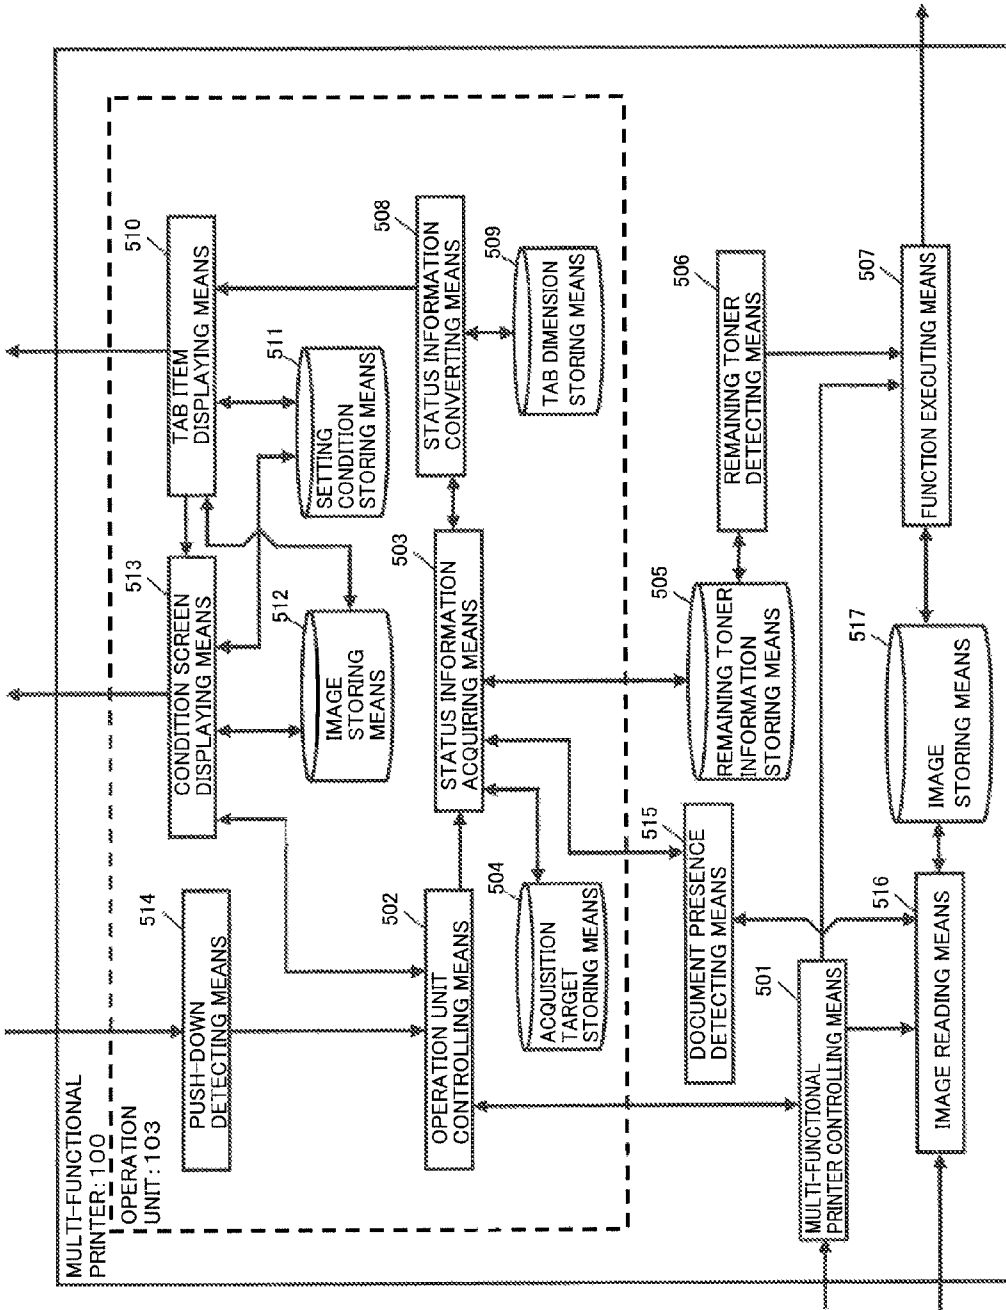 MULTI-FUNCTIONAL
PRINTER: 100
OPERATION
UNIT: 103
514
PUSH-DOWN
DETECTING MEANS
513
CONDITION SCREEN
DISPLAYING MEANS
510
TAB ITEM
DISPLAYING MEANS
512
IMAGE
STORING
MEANS
511
SETTING
CONDITION
STORING MEANS
502
OPERATION UNIT
CONTROLLING MEANS
503
STATUS INFORMATION
ACQUIRING MEANS
508
STATUS INFORMATION
CONVERTING MEANS
504
ACQUISITION
TARGET
STORING MEANS
509
TAB DIMENSION
STORING MEANS
515
DOCUMENT PRESENCE
DETECTING MEANS
505
REMAINING TONER
INFORMATION
STORING MEANS
506
REMAINING TONER
DETECTING MEANS
501
MULTI-FUNCTIONAL
PRINTER CONTROLLING MEANS
516
IMAGE READING MEANS
517
IMAGE
STORING MEANS
507
FUNCTION EXECUTING MEANS